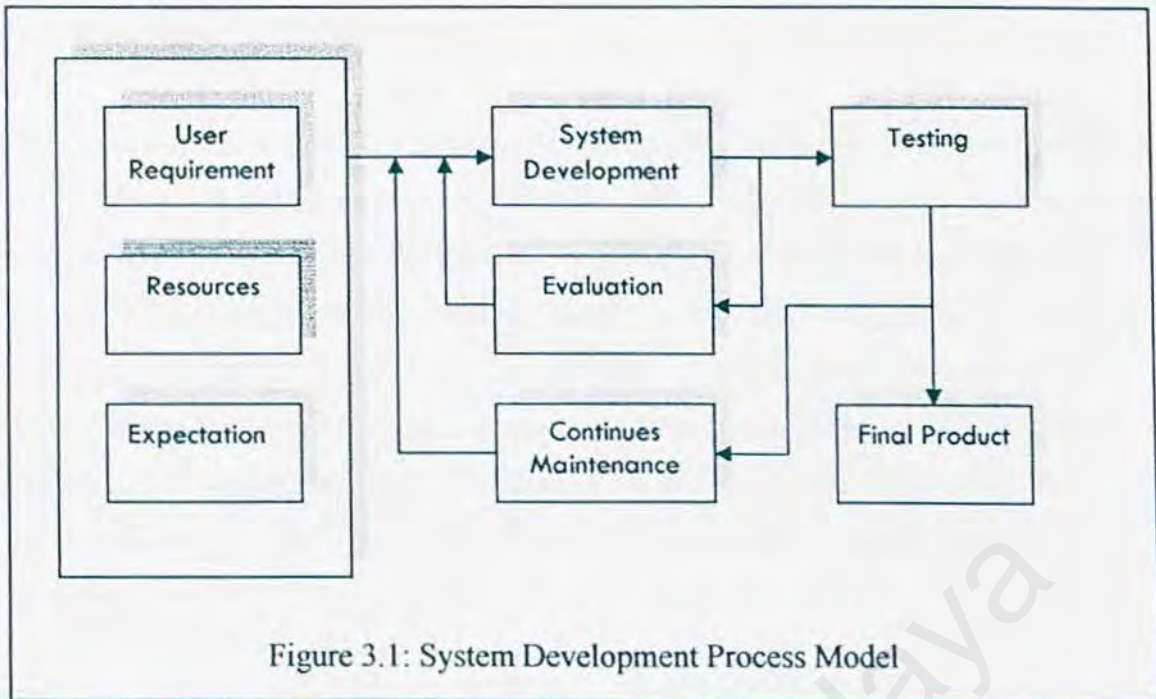 User
Requirement
System
Development
Testing
Resources
Evaluation
Expectation
Continues
Maintenance
Final Product
Figure 3.1: System Development Process Model
aya